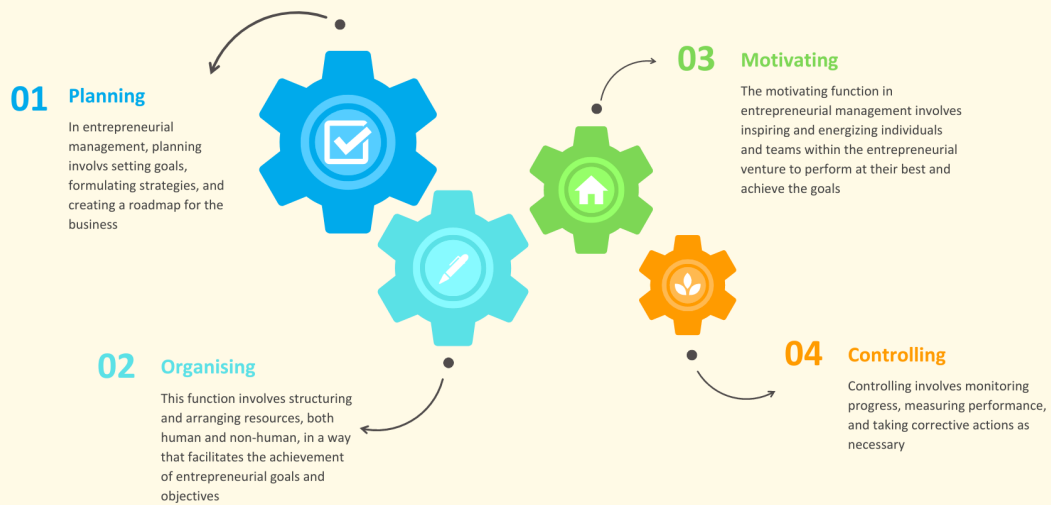 01
Planning
In entrepreneurial
management, planning
involvs setting goals,
formulating strategies, and
creating a roadmap for the
business
02
Organising
This function involves structuring
and arranging resources, both
human and non-human, in a way
that facilitates the achievement
of entrepreneurial goals and
objectives
03
Motivating
The motivating function in
entrepreneurial management involves
inspiring and energizing individuals
and teams within the entrepreneurial
venture to perform at their best and
achieve the goals
04
Controlling
Controlling involves monitoring
progress, measuring performance,
and taking corrective actions as
necessary